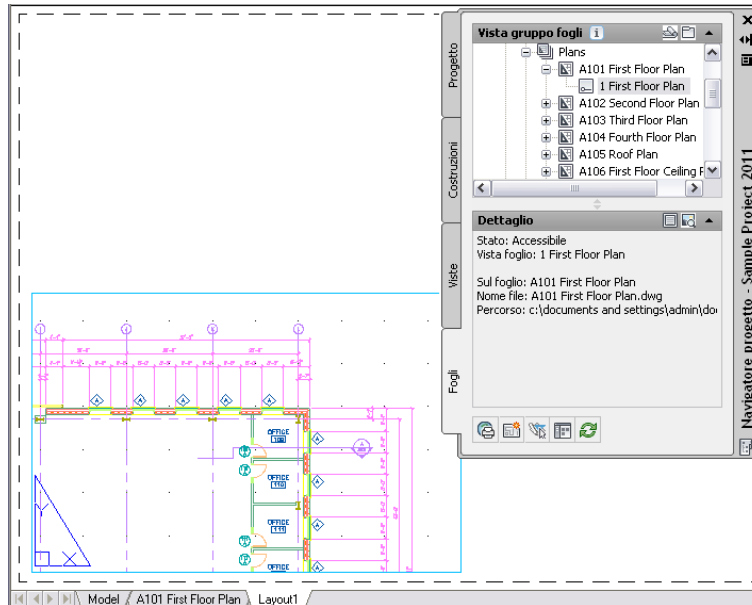 Vista gruppo fogli
Plans
A101 First Floor Plan
1 First Floor Plan
A102 Second Floor Plan
A103 Third Floor Plan
A104 Fourth Floor Plan
A105 Roof Plan
A106 First Floor Ceiling
Dettaglio
Stato: Accessibile
Vista foglio: 1 First Floor Plan
Sul foglio: A101 First Floor Plan
Nome file: A101 First Floor Plan.dwg
Percorso: c:\documents and settings\admin\do
Progetto
Costruzioni
Viste
Fogli
Navigatore progetto - Sample Project 2011
OFFICE
OFFICE
110
OFFICE
111
OFFICE
Y
X
Model
A101 First Floor Plan
Layout1